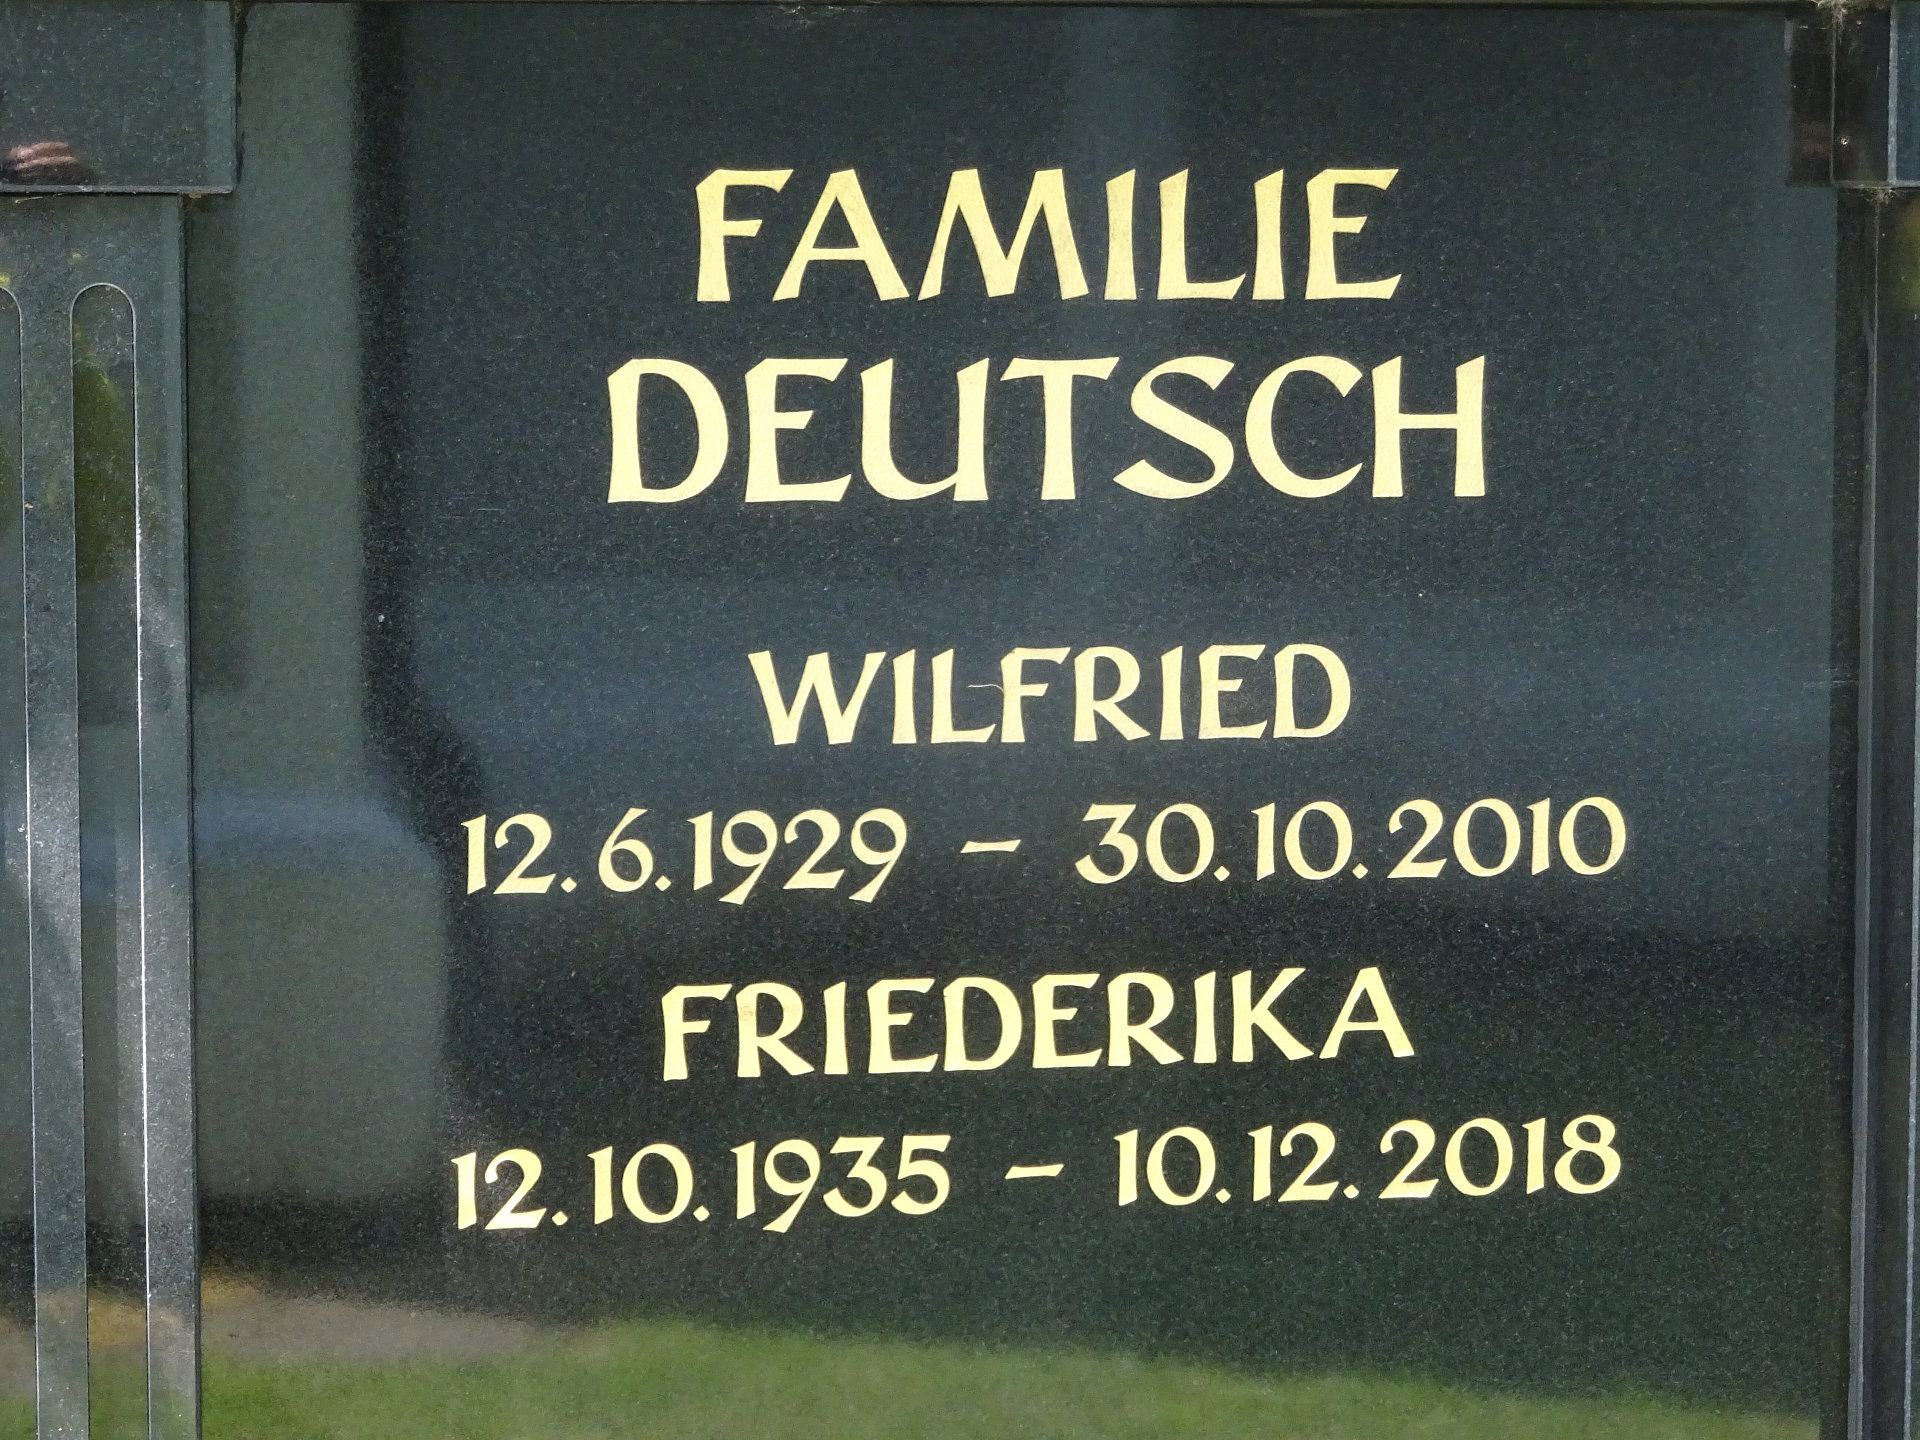 FAMILIE
DEUTSCH
WILFRIED
12.6.1929 – 30.10.2010
FRIEDERIKA
12.10.1935 – 10.12.2018